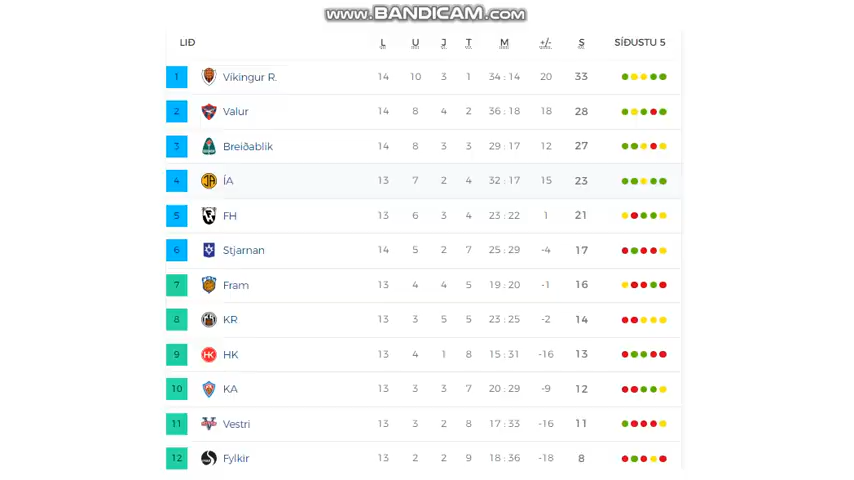 www.BANDICAM.com
LIÐ L U J T M +/- S SÍÐUSTU 5
1 Víkingur R. 14 10 3 1 34 : 14 20 33
2 Valur 14 8 4 2 36 : 18 18 28
3 Breiðablik 14 8 3 3 29 : 17 12 27
4 ÍA 13 7 2 4 32 : 17 15 23
5 FH 13 6 3 4 23 : 22 1 21
6 Stjarnan 14 5 2 7 25 : 29 -4 17
7 Fram 13 4 4 5 19 : 20 -1 16
8 KR 13 3 5 5 23 : 25 -2 14
9 HK 13 4 1 8 15 : 31 -16 13
10 KA 13 3 3 7 20 : 29 -9 12
11 Vestri 13 3 2 8 17 : 33 -16 11
12 Fylkir 13 2 2 9 18 : 36 -18 8